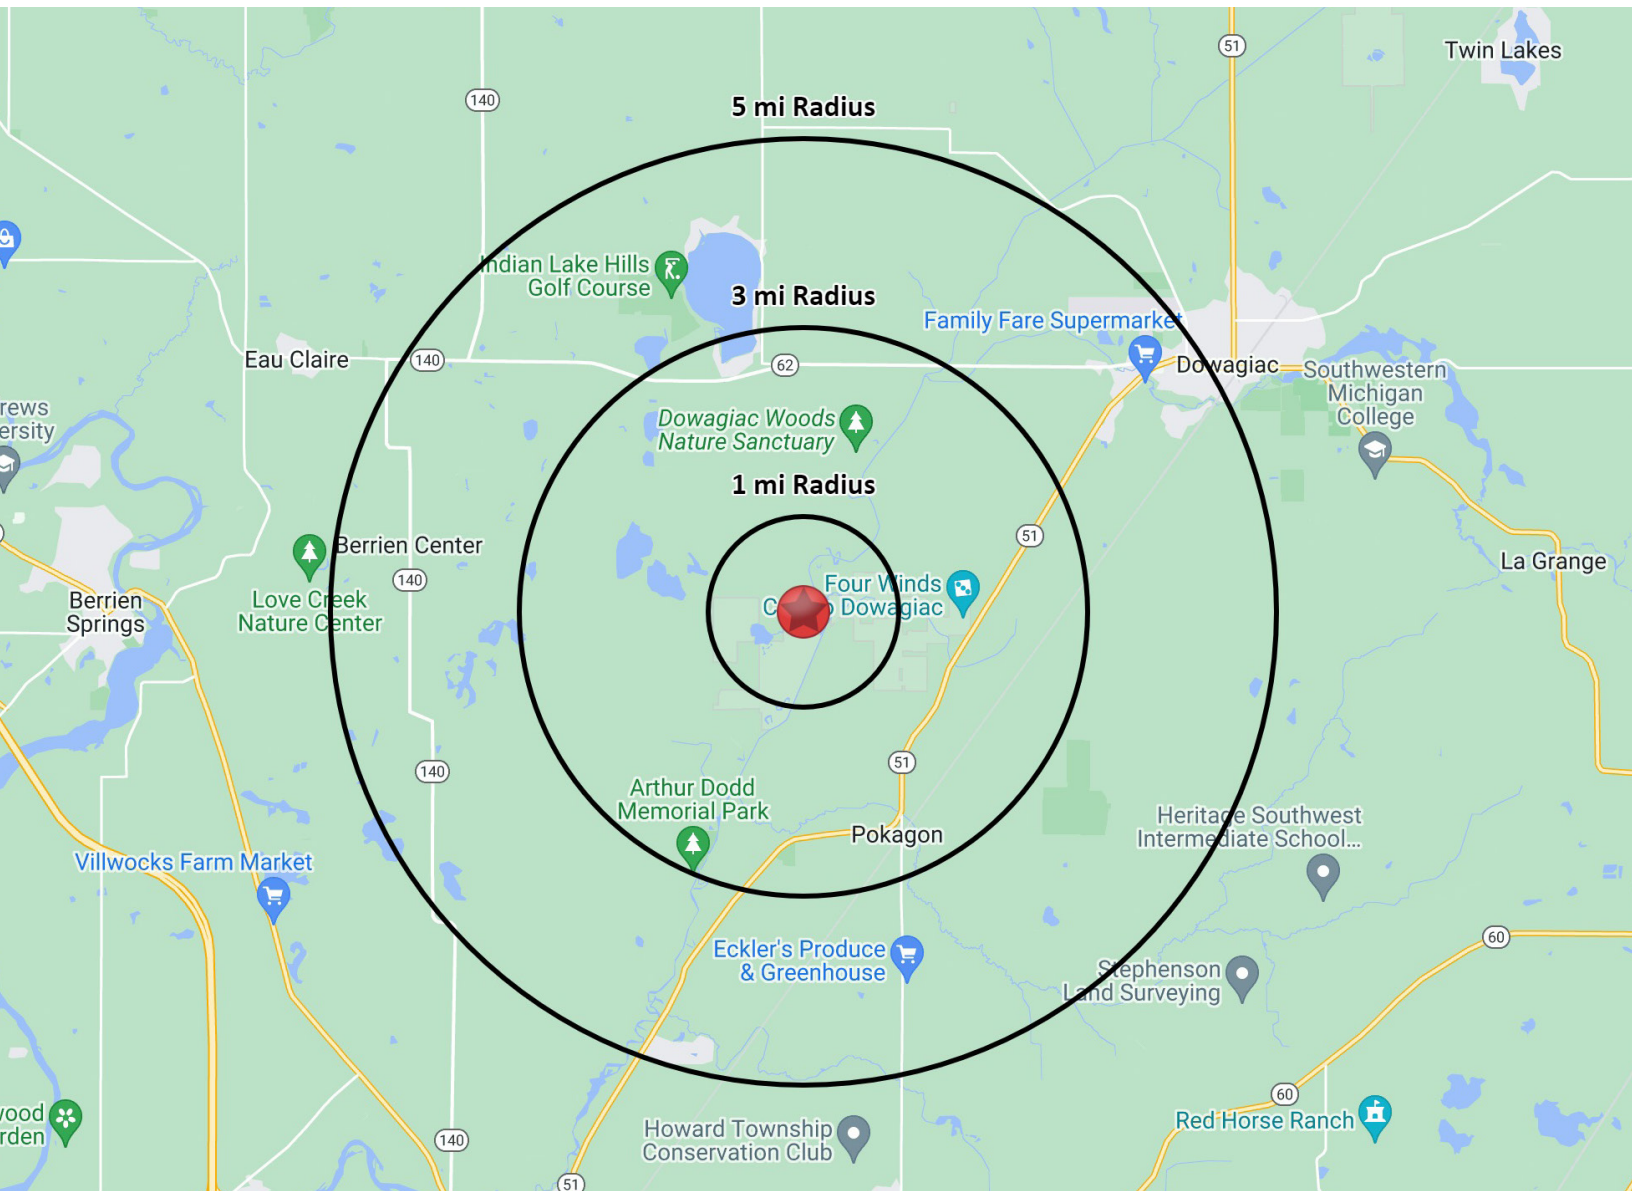 51
Twin Lakes
140
5 mi Radius
Indian Lake Hills
Golf Course
3 mi Radius
Family Fare Supermarket
Eau Claire
140
62
Dowagiac
Southwestern
Michigan
College
rews
ersity
Dowagiac Woods
Nature Sanctuary
1 mi Radius
51
Berrien Center
140
La Grange
Four Winds
Dowagiac
Berrien
Springs
Love Creek
Nature Center
51
140
Arthur Dodd
Memorial Park
Pokagon
Heritage Southwest
Intermediate School...
Villwocks Farm Market
60
Eckler's Produce
& Greenhouse
Stephenson
Land Surveying
60
Red Horse Ranch
wood
rden
140
Howard Township
Conservation Club
51